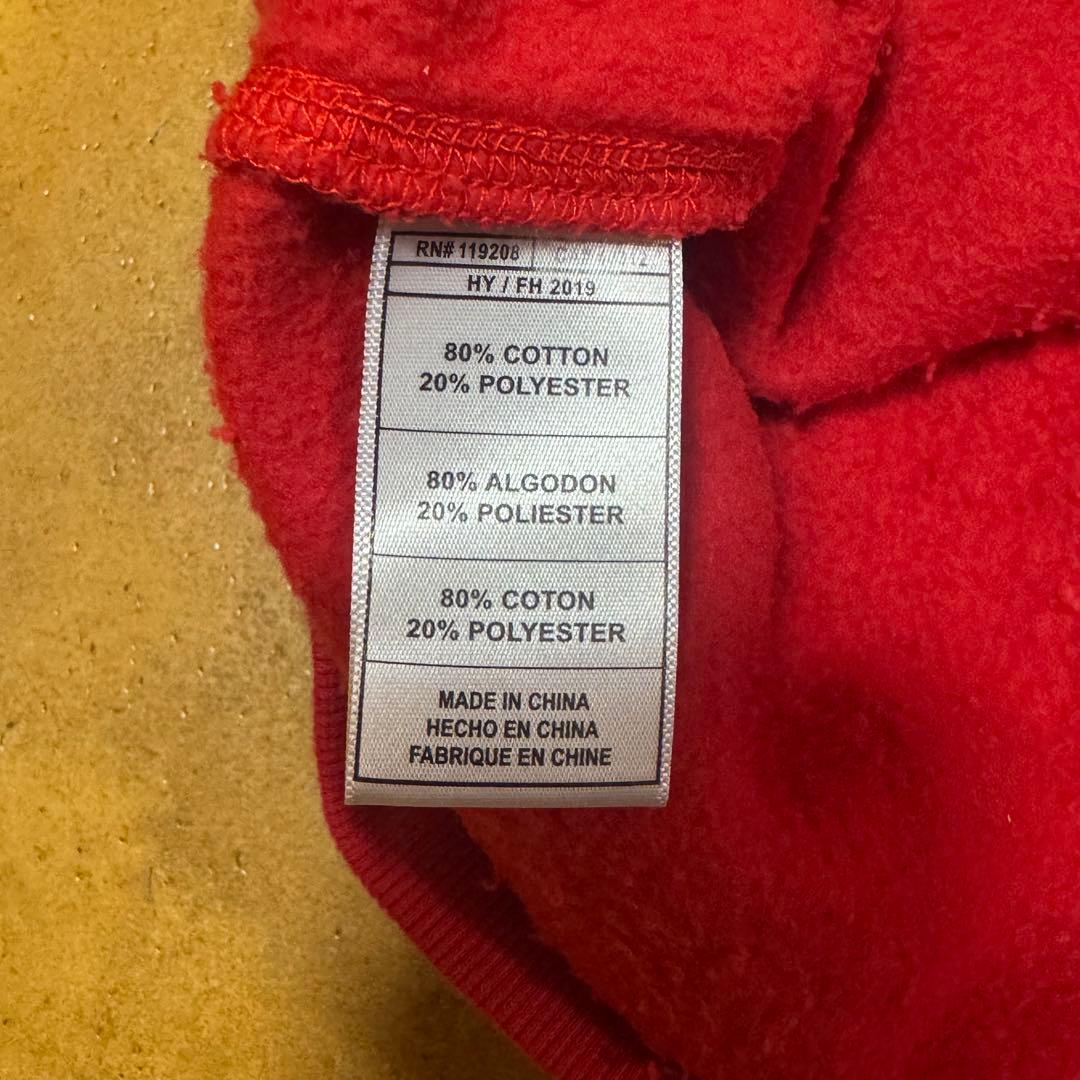 RN# 119208
HY / FH 2019
80% COTTON
20% POLYESTER
80% ALGODON
20% POLIESTER
80% COTON
20% POLYESTER
MADE IN CHINA
HECHO EN CHINA
FABRIQUE EN CHINE